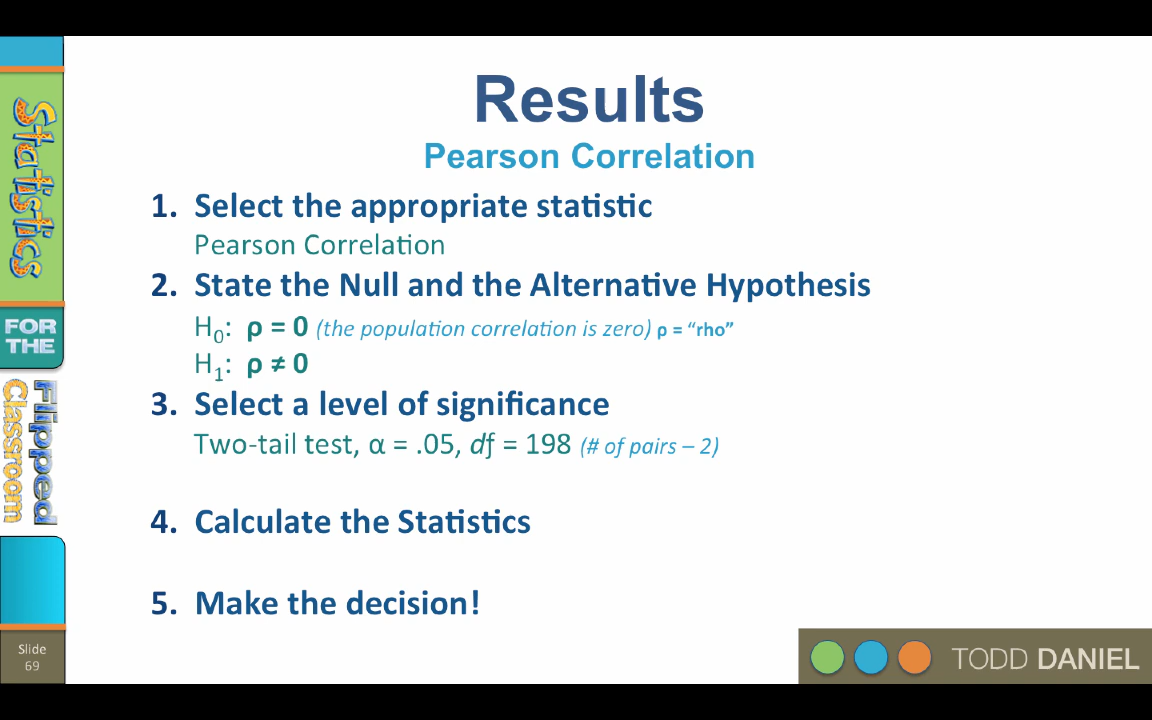 Results
Pearson Correlation
1. Select the appropriate statistic
Pearson Correlation
2. State the Null and the Alternative Hypothesis
H₀: ρ = 0 (the population correlation is zero) ρ = “rho”
H₁: ρ ≠ 0
3. Select a level of significance
Two-tail test, α = .05, df = 198 (# of pairs – 2)
4. Calculate the Statistics
5. Make the decision!
Statistics
FOR THE
Flipped
Classroom
Slide
69
TODD DANIEL